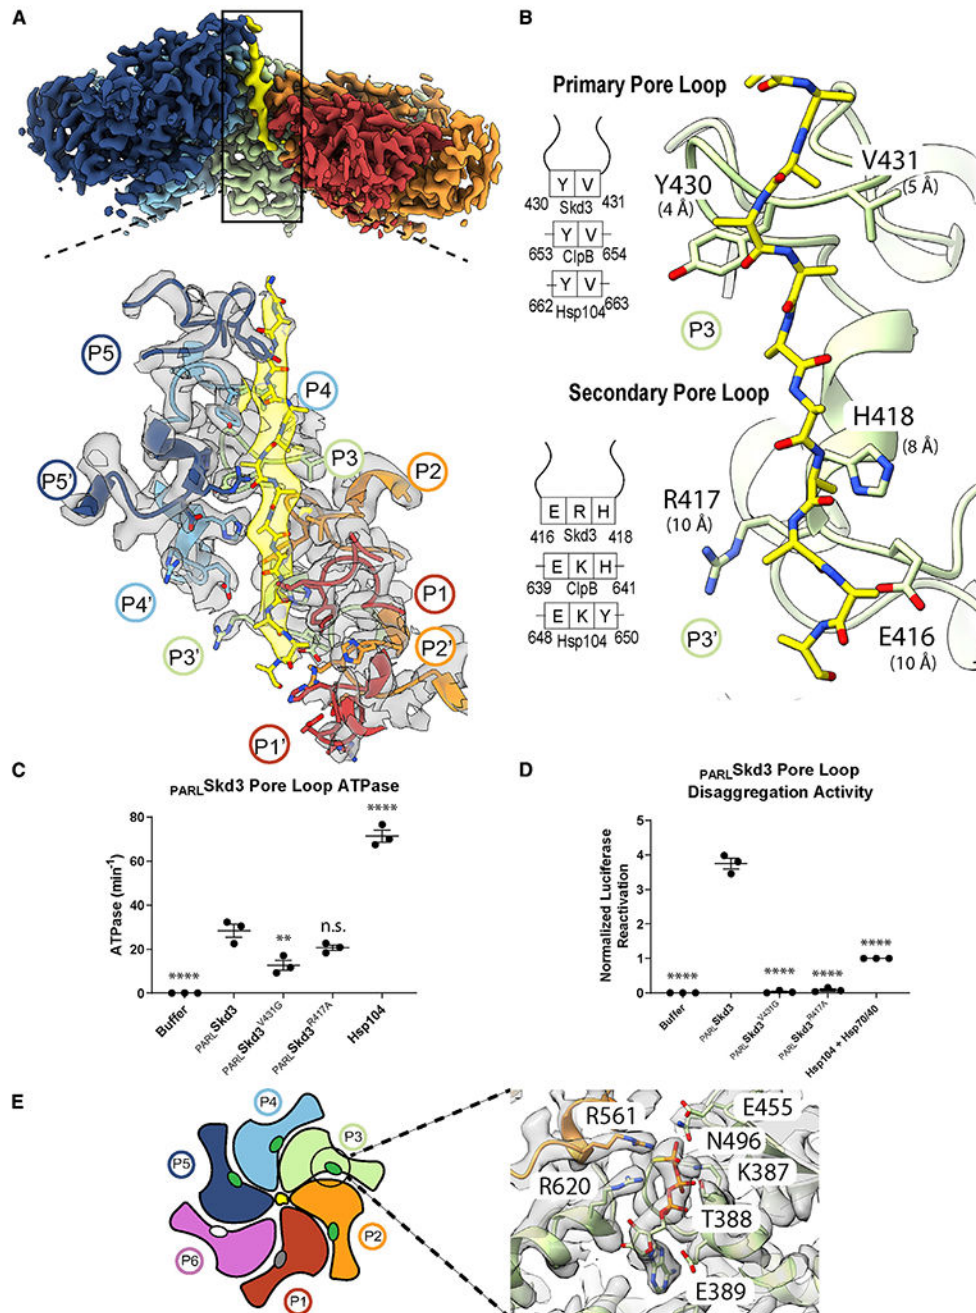 A
P5
P4
P3
P2
P5'
P1
P4'
P2'
P3'
P1'
B
Primary Pore Loop
Y V
430 Skd3 431
Y V
653 ClpB 654
Y V
662 Hsp104 663
Y430
(4 Å)
V431
(5 Å)
P3
Secondary Pore Loop
E R H
416 Skd3 418
E K H
639 ClpB 641
E K Y
648 Hsp104 650
H418
(8 Å)
R417
(10 Å)
P3'
E416
(10 Å)
C
PARLSkd3 Pore Loop ATPase
ATPase (min-1)
80
60
40
20
0
****
**
n.s.
****
Buffer
PARLSkd3
PARLSkd3V431G
PARLSkd3R417A
Hsp104
D
PARLSkd3 Pore Loop
Disaggregation Activity
Normalized Luciferase
Reactivation
5
4
3
2
1
0
****
****
****
****
Buffer
PARLSkd3
PARLSkd3V431G
PARLSkd3R417A
Hsp104 + Hsp70/40
E
P4
P3
P5
P6
P2
P1
R561
E455
N496
K387
R620
T388
E389